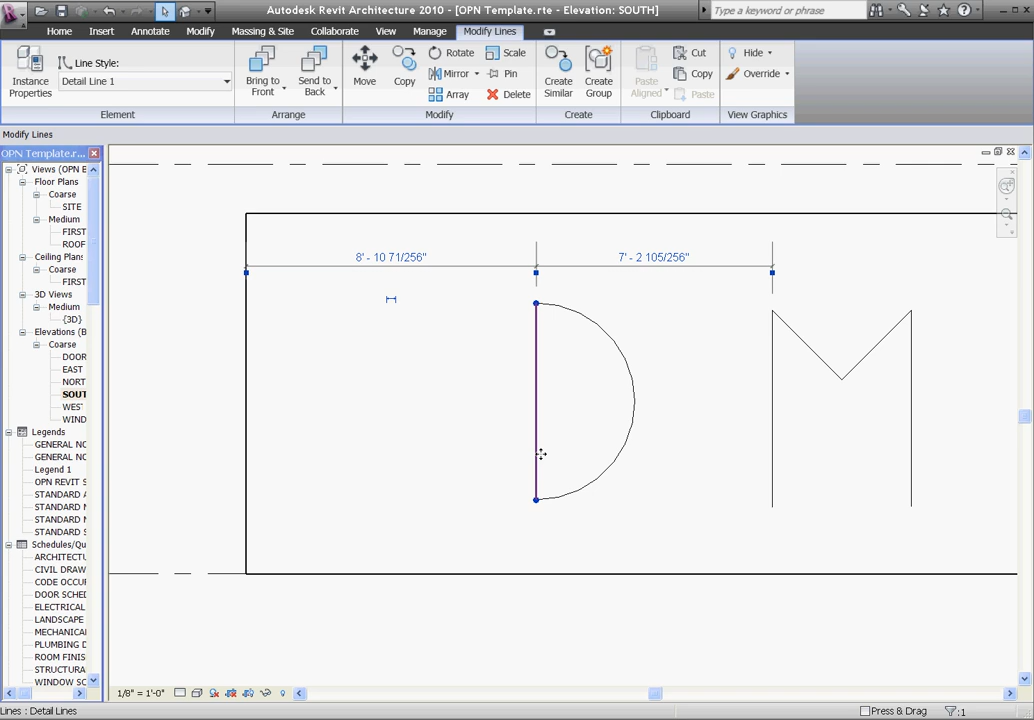 Autodesk Revit Architecture 2010 - [OPN Template.rte - Elevation: SOUTH]
Type a keyword or phrase
Home Insert Annotate Modify Massing & Site Collaborate View Manage Modify Lines
Instance Properties
Line Style:
Detail Line 1
Bring to Front
Send to Back
Move
Copy
Rotate
Mirror
Array
Scale
Pin
Delete
Create Similar
Create Group
Paste Aligned
Cut
Copy
Paste
Hide
Override
Element Arrange Modify Create Clipboard View Graphics
Modify Lines
OPN Template.r...
Views (OPN E
Floor Plans
Coarse
SITE
Medium
FIRST
ROOF
Ceiling Plans
Coarse
FIRST
3D Views
Medium
{3D}
Elevations (B
Coarse
DOOR
EAST
NORT
SOUT
WES
WIND
Legends
GENERAL NO
GENERAL NO
Legend 1
OPN REVIT S
STANDARD A
STANDARD M
STANDARD N
STANDARD S
Schedules/Qu
ARCHITECTU
CIVIL DRAW
CODE OCCU
DOOR SCHED
ELECTRICAL
LANDSCAPE
MECHANICA
PLUMBING D
ROOM FINIS
STRUCTURA
WINDOW SC
8' - 10 71/256"
7' - 2 105/256"
1/8" = 1'-0"
Lines : Detail Lines
Press & Drag
:1